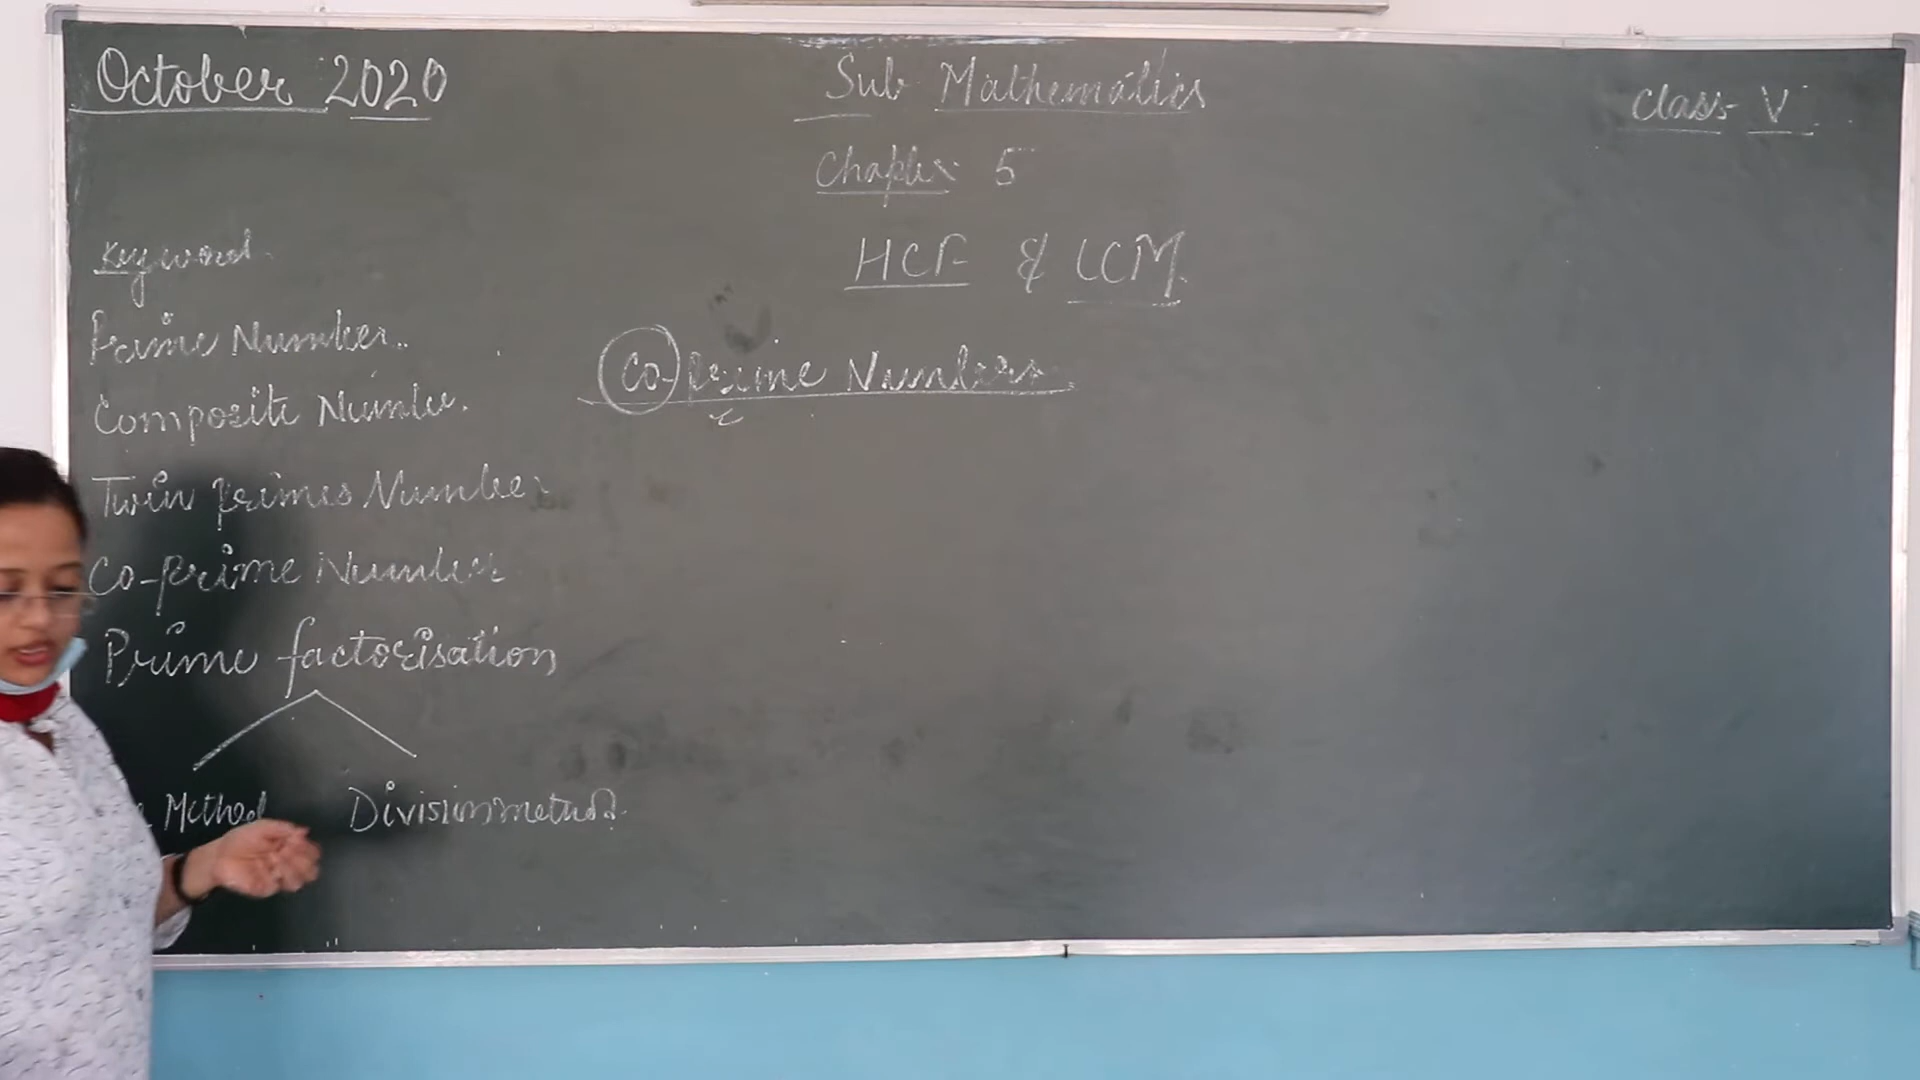 October 2020
Sub Mathematics
Class V
Chapter 5
HCF & LCM
Keyword
Prime Number.
Co-prime Numbers
Composite Number.
Twin primes Number
Co-prime Number
Prime factorisation
Method
Division method